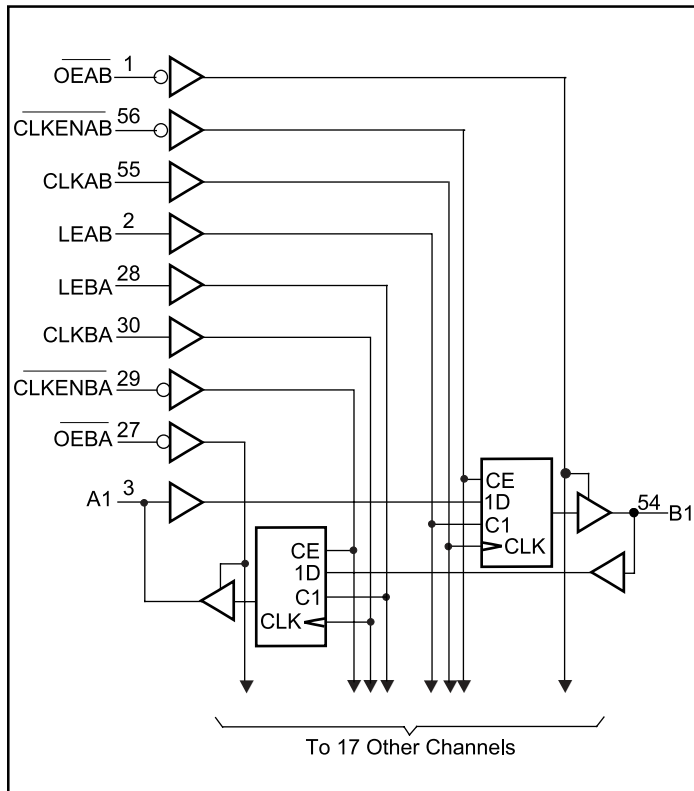 OEAB 1
CLKENAB 56
CLKAB 55
LEAB 2
LEBA 28
CLKBA 30
CLKENBA 29
OEBA 27
A1 3
CE
1D
C1
CLK
54 B1
CE
1D
C1
CLK
To 17 Other Channels